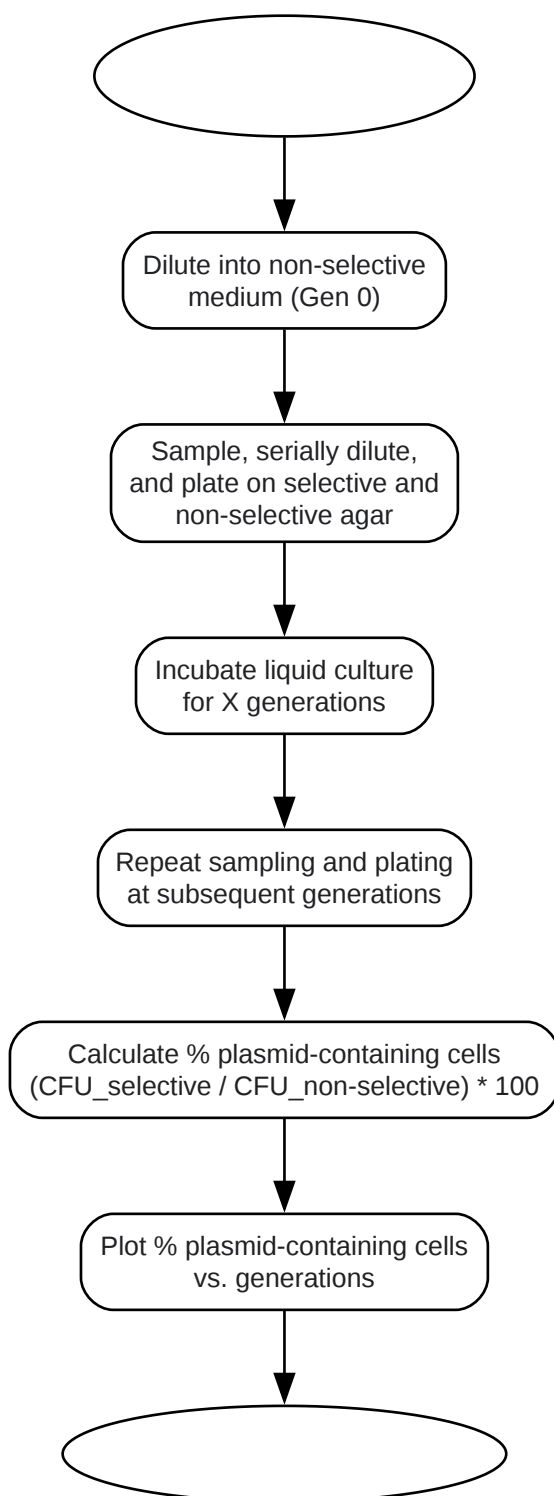 Dilute into non-selective
medium (Gen 0)
Sample, serially dilute,
and plate on selective and
non-selective agar
Incubate liquid culture
for X generations
Repeat sampling and plating
at subsequent generations
Calculate % plasmid-containing cells
(CFU_selective / CFU_non-selective) * 100
Plot % plasmid-containing cells
vs. generations